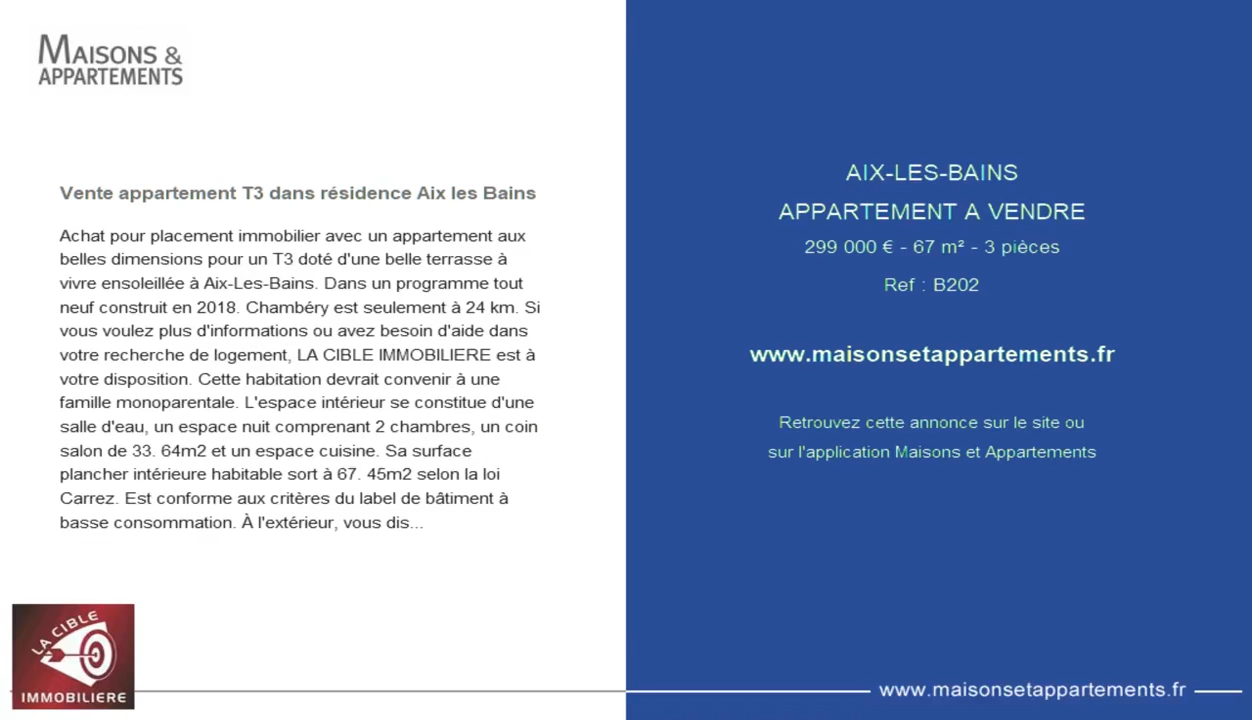 MAISONS &
APPARTEMENTS
Vente appartement T3 dans résidence Aix les Bains
Achat pour placement immobilier avec un appartement aux
belles dimensions pour un T3 doté d'une belle terrasse à
vivre ensoleillée à Aix-Les-Bains. Dans un programme tout
neuf construit en 2018. Chambéry est seulement à 24 km. Si
vous voulez plus d'informations ou avez besoin d'aide dans
votre recherche de logement, LA CIBLE IMMOBILIERE est à
votre disposition. Cette habitation devrait convenir à une
famille monoparentale. L'espace intérieur se constitue d'une
salle d'eau, un espace nuit comprenant 2 chambres, un coin
salon de 33. 64m2 et un espace cuisine. Sa surface
plancher intérieure habitable sort à 67. 45m2 selon la loi
Carrez. Est conforme aux critères du label de bâtiment à
basse consommation. À l'extérieur, vous dis...
LA CIBLE
IMMOBILIERE
AIX-LES-BAINS
APPARTEMENT A VENDRE
299 000 € - 67 m² - 3 pièces
Ref : B202
www.maisonsetappartements.fr
Retrouvez cette annonce sur le site ou
sur l'application Maisons et Appartements
www.maisonsetappartements.fr